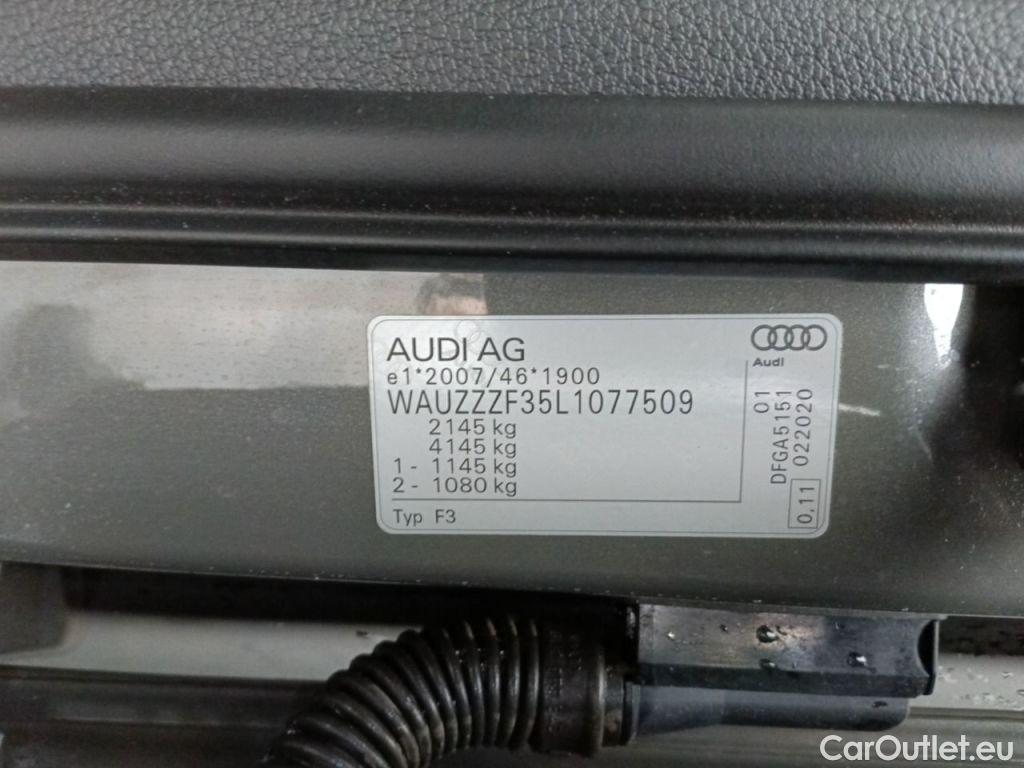 AUDI AG
e1*2007/46*1900
WAUZZZF35L1077509
2145 kg
4145 kg
1 - 1145 kg
2 - 1080 kg
Typ F3
Audi
01
DFGA5151
022020
0,11
CarOutlet.eu